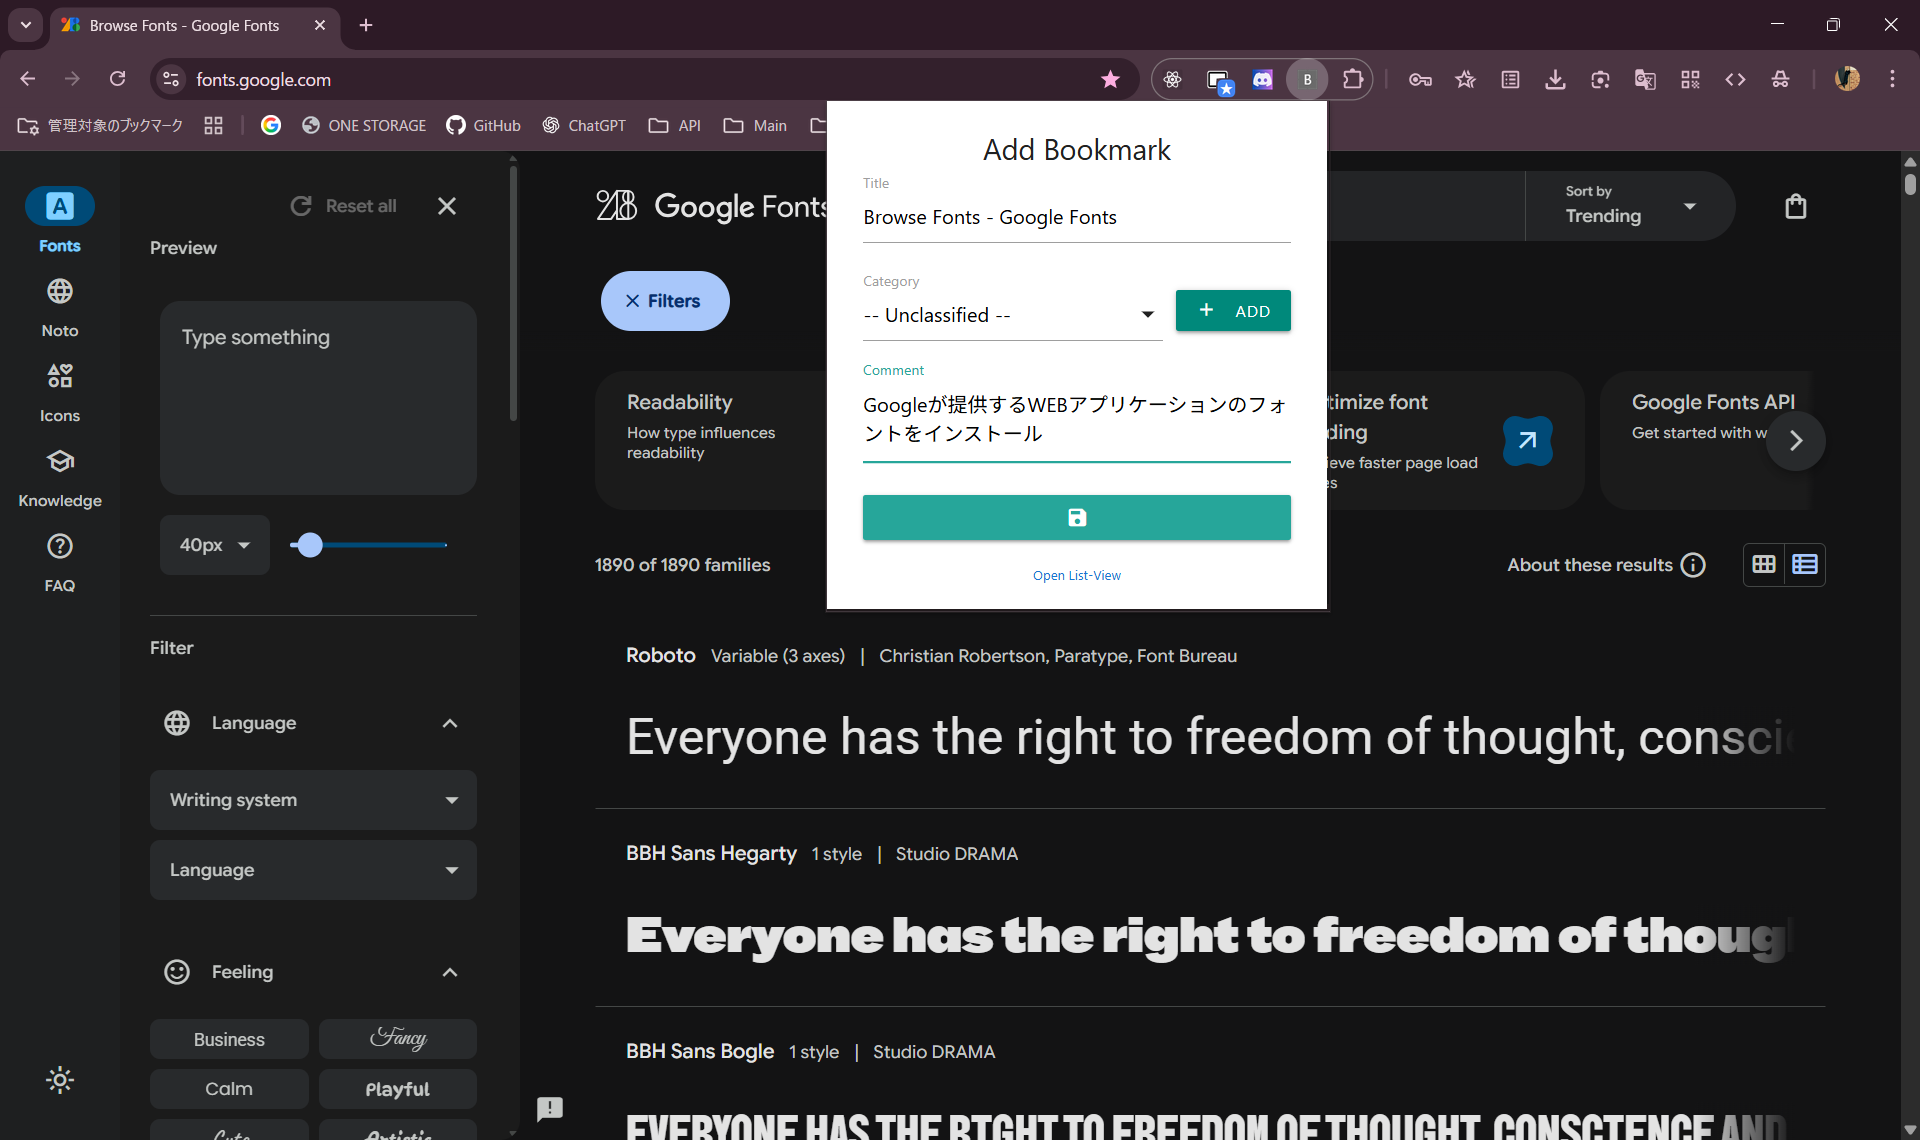 Browse Fonts - Google Fonts
fonts.google.com
B
管理対象のブックマーク
ONE STORAGE
GitHub
ChatGPT
API
Main
Add Bookmark
Title
Browse Fonts - Google Fonts
Category
-- Unclassified --
ADD
Comment
Googleが提供するWEBアプリケーションのフォ
ントをインストール
Open List-View
A
Fonts
Noto
Icons
Knowledge
FAQ
Reset all
Preview
Type something
40px
Filter
Language
Writing system
Language
Feeling
Business
Fancy
Calm
Playful
Cute
Artistic
Google Fonts
Sort by
Trending
Filters
Readability
How type influences
readability
timize font
ding
ieve faster page load
es
Google Fonts API
Get started with w
1890 of 1890 families
About these results
Roboto Variable (3 axes) | Christian Robertson, Paratype, Font Bureau
Everyone has the right to freedom of thought, consci
BBH Sans Hegarty 1 style | Studio DRAMA
Everyone has the right to freedom of though
BBH Sans Bogle 1 style | Studio DRAMA
EVERYONE HAS THE RIGHT TO FREEDOM OF THOUGHT, CONSCIENCE AND